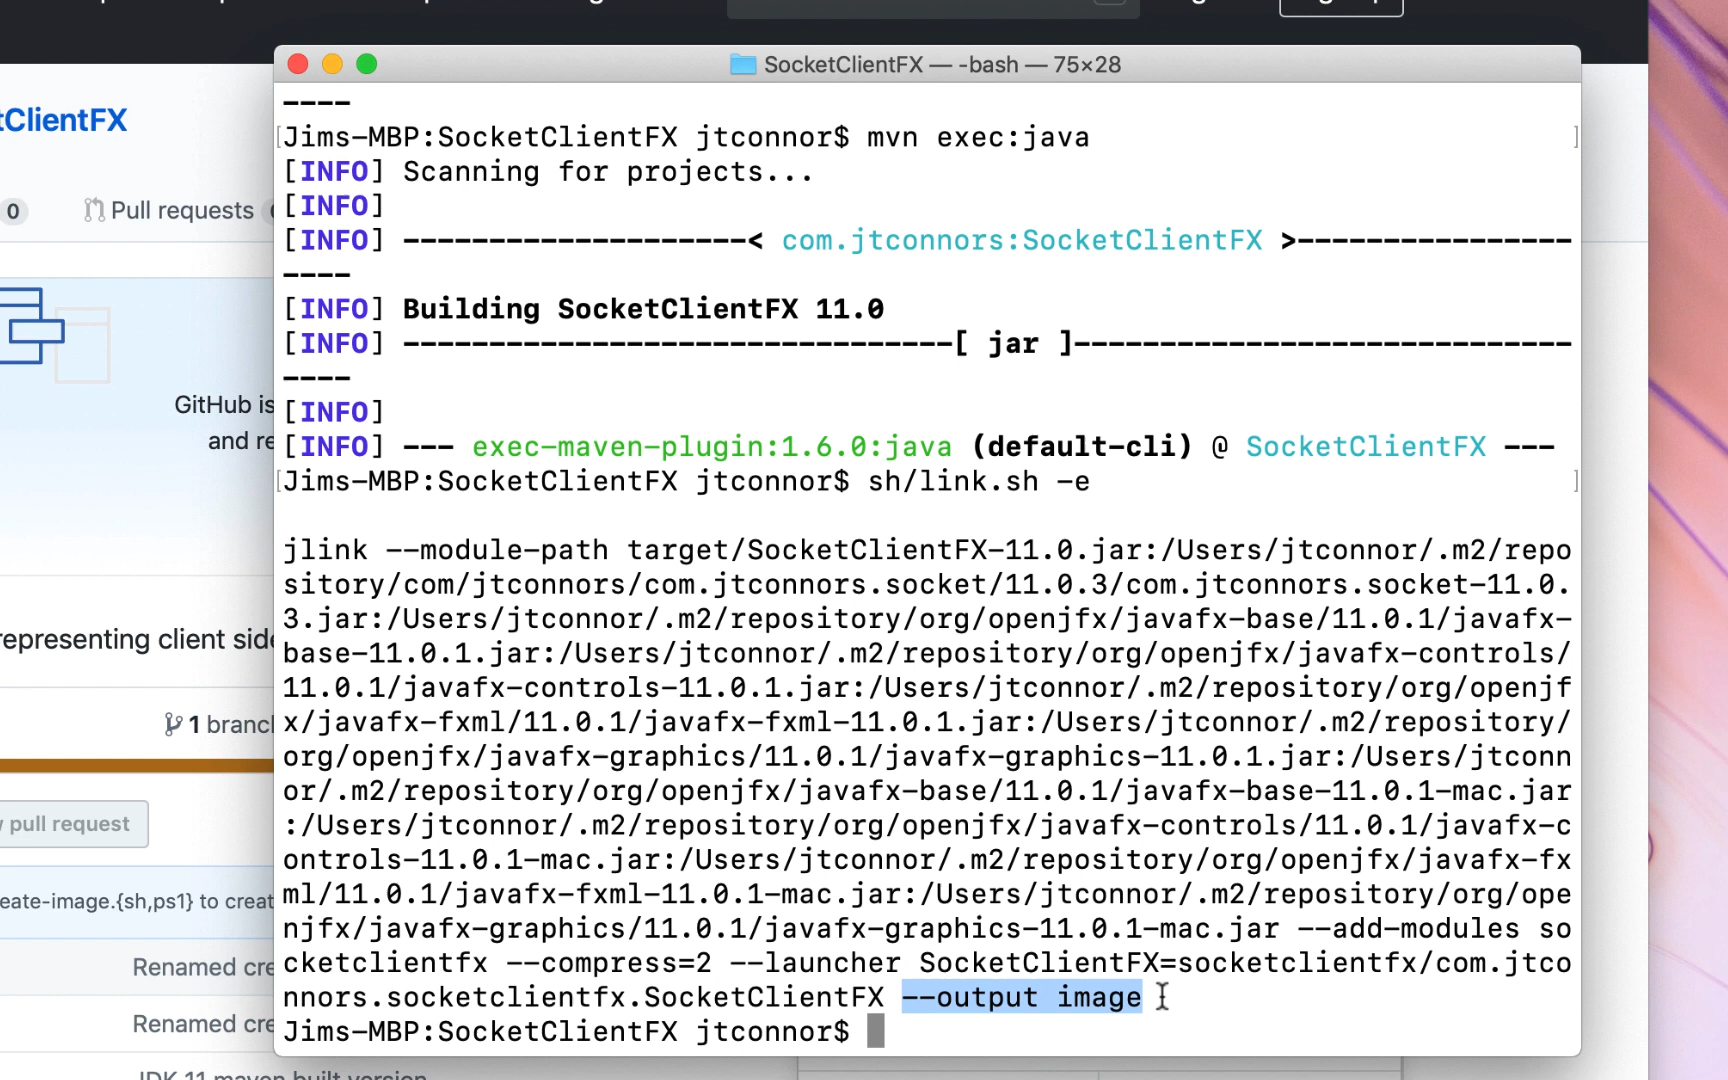 SocketClientFX — -bash — 75×28
----
Jims-MBP:SocketClientFX jtconnor$ mvn exec:java
[INFO] Scanning for projects...
[INFO]
[INFO] --------------------< com.jtconnors:SocketClientFX >----------------
----
[INFO] Building SocketClientFX 11.0
[INFO] --------------------------------[ jar ]-----------------------------
----
[INFO]
[INFO] --- exec-maven-plugin:1.6.0:java (default-cli) @ SocketClientFX ---
Jims-MBP:SocketClientFX jtconnor$ sh/link.sh -e
jlink --module-path target/SocketClientFX-11.0.jar:/Users/jtconnor/.m2/repo
sitory/com/jtconnors/com.jtconnors.socket/11.0.3/com.jtconnors.socket-11.0.
3.jar:/Users/jtconnor/.m2/repository/org/openjfx/javafx-base/11.0.1/javafx-
base-11.0.1.jar:/Users/jtconnor/.m2/repository/org/openjfx/javafx-controls/
11.0.1/javafx-controls-11.0.1.jar:/Users/jtconnor/.m2/repository/org/openjf
x/javafx-fxml/11.0.1/javafx-fxml-11.0.1.jar:/Users/jtconnor/.m2/repository/
org/openjfx/javafx-graphics/11.0.1/javafx-graphics-11.0.1.jar:/Users/jtconn
or/.m2/repository/org/openjfx/javafx-base/11.0.1/javafx-base-11.0.1-mac.jar
:/Users/jtconnor/.m2/repository/org/openjfx/javafx-controls/11.0.1/javafx-c
ontrols-11.0.1-mac.jar:/Users/jtconnor/.m2/repository/org/openjfx/javafx-fx
ml/11.0.1/javafx-fxml-11.0.1-mac.jar:/Users/jtconnor/.m2/repository/org/ope
njfx/javafx-graphics/11.0.1/javafx-graphics-11.0.1-mac.jar --add-modules so
cketclientfx --compress=2 --launcher SocketClientFX=socketclientfx/com.jtco
nnors.socketclientfx.SocketClientFX --output image
Jims-MBP:SocketClientFX jtconnor$
tClientFX
0 Pull requests
GitHub is
and re
representing client side
1 branch
pull request
eate-image.{sh,ps1} to creat
Renamed cre
Renamed cre
JDK 11 maven built version